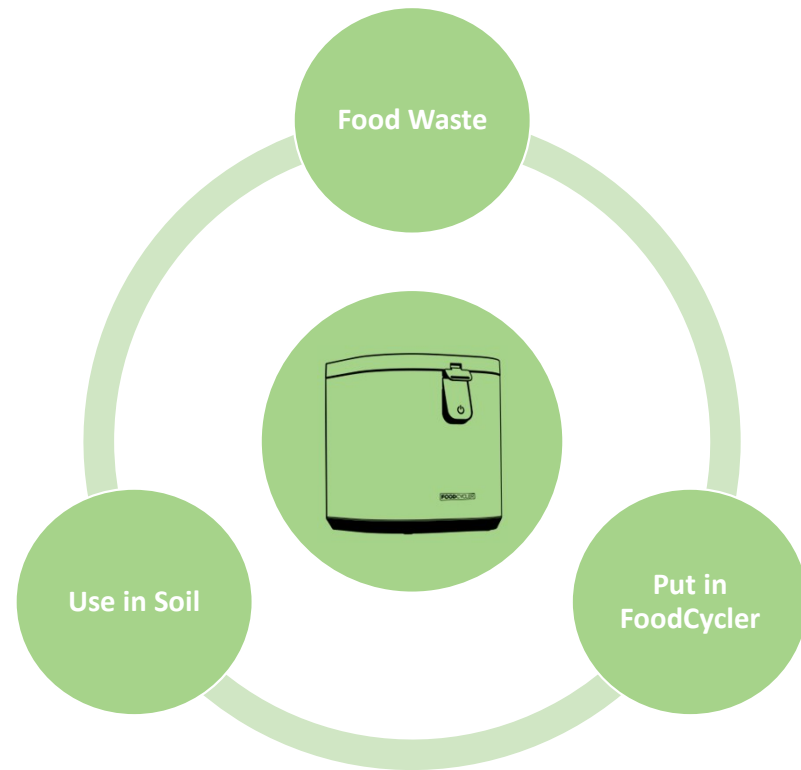 Food Waste
FOODCYCLER
Use in Soil
Put in
FoodCycler